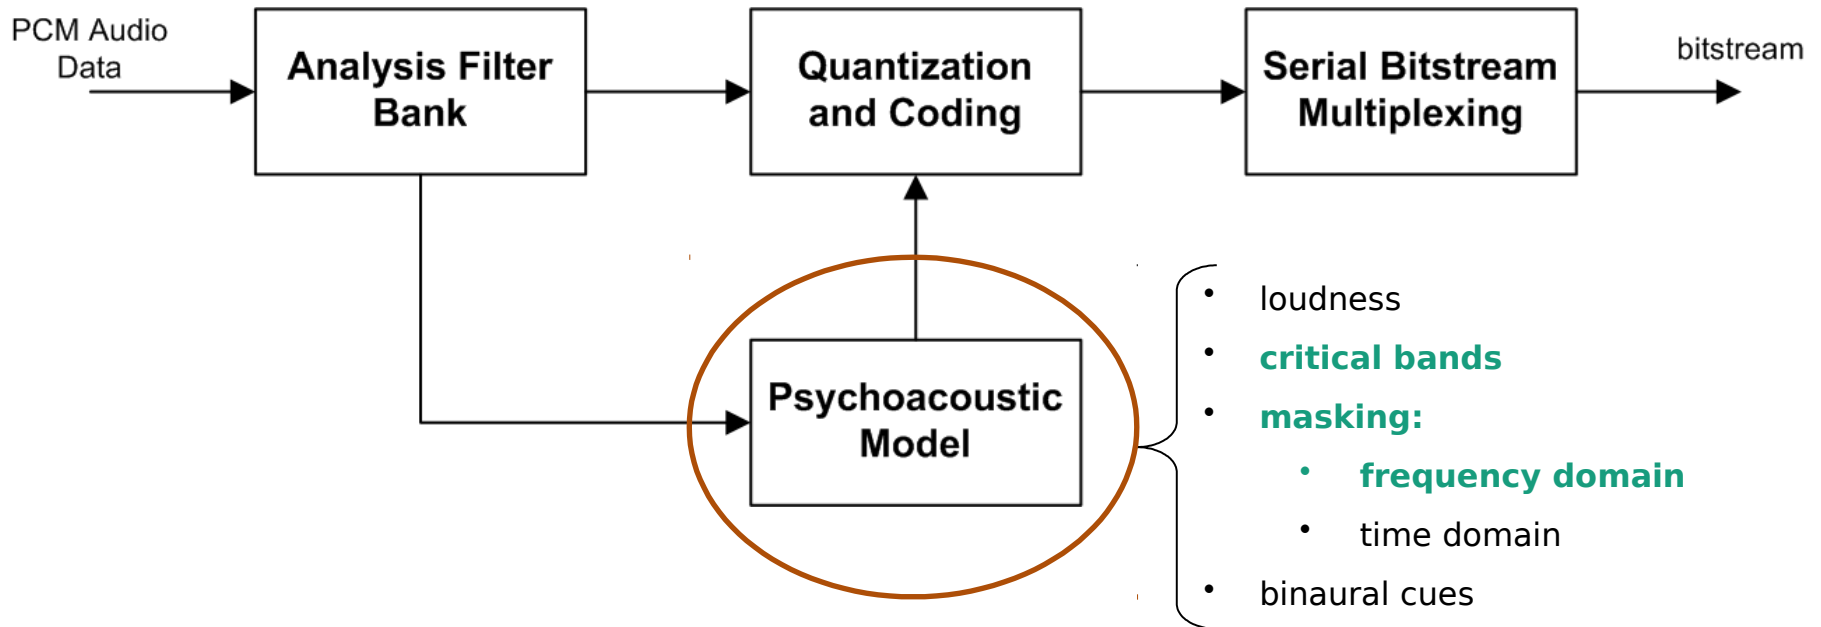 PCM Audio
Data
Analysis Filter
Bank
Quantization
and Coding
Serial Bitstream
Multiplexing
bitstream
Psychoacoustic
Model
• loudness
• critical bands
• masking:
• frequency domain
• time domain
• binaural cues